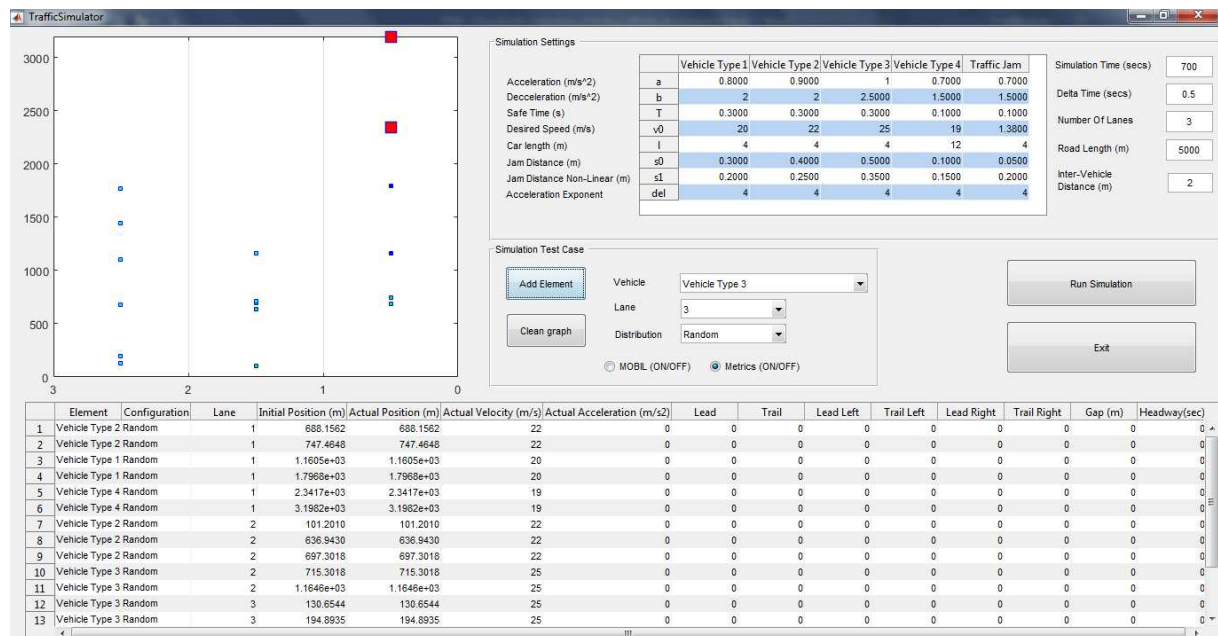 TrafficSimulator
3000
2500
2000
1500
1000
500
0
3 2 1 0
Simulation Settings
Vehicle Type 1 Vehicle Type 2 Vehicle Type 3 Vehicle Type 4 Traffic Jam
Acceleration (m/s^2) a 0.8000 0.9000 1 0.7000 0.7000
Decceleration (m/s^2) b 2 2 2.5000 1.5000 1.5000
Safe Time (s) T 0.3000 0.3000 0.3000 0.1000 0.1000
Desired Speed (m/s) v0 20 22 25 19 1.3800
Car length (m) l 4 4 4 12 4
Jam Distance (m) s0 0.3000 0.4000 0.5000 0.1000 0.0500
Jam Distance Non-Linear (m) s1 0.2000 0.2500 0.3500 0.1500 0.2000
Acceleration Exponent del 4 4 4 4 4
Simulation Time (secs) 700
Delta Time (secs) 0.5
Number Of Lanes 3
Road Length (m) 5000
Inter-Vehicle
Distance (m) 2
Simulation Test Case
Add Element
Clean graph
Vehicle Vehicle Type 3
Lane 3
Distribution Random
MOBIL (ON/OFF) Metrics (ON/OFF)
Run Simulation
Exit
Element Configuration Lane Initial Position (m) Actual Position (m) Actual Velocity (m/s) Actual Acceleration (m/s2) Lead Trail Lead Left Trail Left Lead Right Trail Right Gap (m) Headway(sec)
1 Vehicle Type 2 Random 1 688.1562 688.1562 22 0 0 0 0 0 0 0 0 0
2 Vehicle Type 2 Random 1 747.4648 747.4648 22 0 0 0 0 0 0 0 0 0
3 Vehicle Type 1 Random 1 1.1605e+03 1.1605e+03 20 0 0 0 0 0 0 0 0 0
4 Vehicle Type 1 Random 1 1.7968e+03 1.7968e+03 20 0 0 0 0 0 0 0 0 0
5 Vehicle Type 4 Random 1 2.3417e+03 2.3417e+03 19 0 0 0 0 0 0 0 0 0
6 Vehicle Type 4 Random 1 3.1982e+03 3.1982e+03 19 0 0 0 0 0 0 0 0 0
7 Vehicle Type 2 Random 2 101.2010 101.2010 22 0 0 0 0 0 0 0 0 0
8 Vehicle Type 2 Random 2 636.9430 636.9430 22 0 0 0 0 0 0 0 0 0
9 Vehicle Type 2 Random 2 697.3018 697.3018 22 0 0 0 0 0 0 0 0 0
10 Vehicle Type 3 Random 2 715.3018 715.3018 25 0 0 0 0 0 0 0 0 0
11 Vehicle Type 3 Random 2 1.1646e+03 1.1646e+03 25 0 0 0 0 0 0 0 0 0
12 Vehicle Type 3 Random 3 130.6544 130.6544 25 0 0 0 0 0 0 0 0 0
13 Vehicle Type 3 Random 3 194.8935 194.8935 25 0 0 0 0 0 0 0 0 0